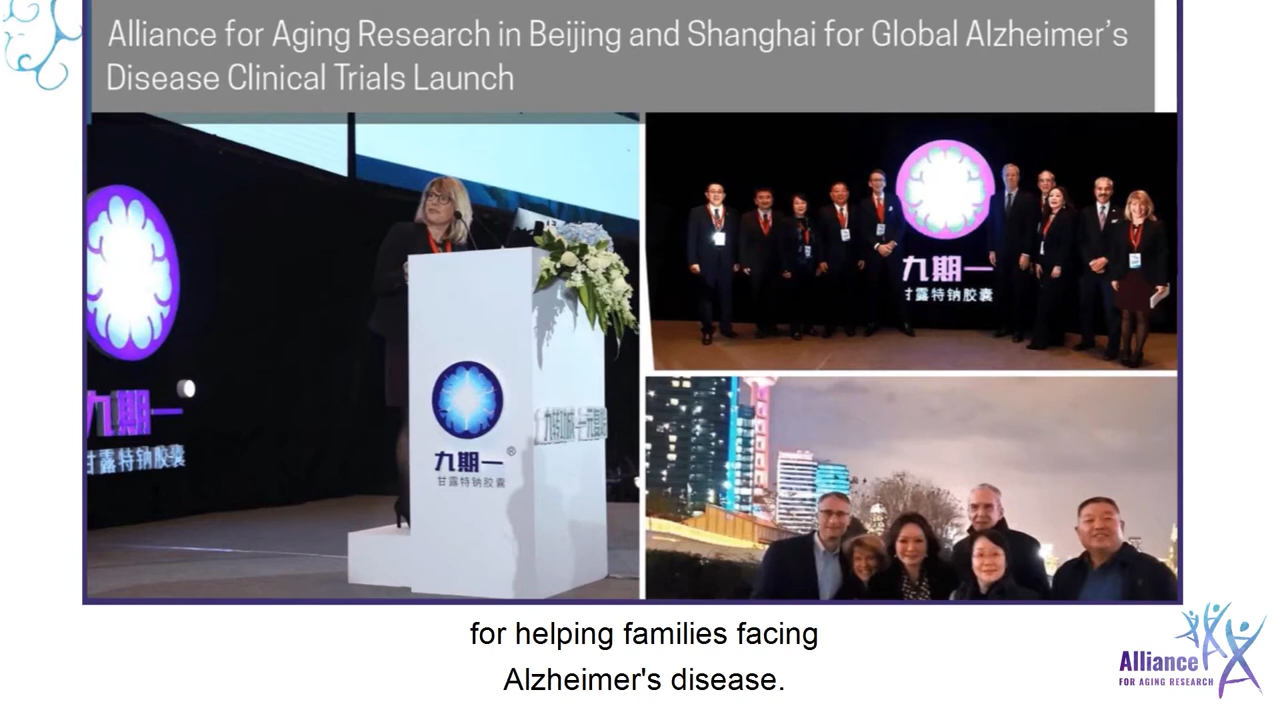 Alliance for Aging Research in Beijing and Shanghai for Global Alzheimer's
Disease Clinical Trials Launch
九期一
甘露特钠胶囊
九期一®
甘露特钠胶囊
九期一
甘露特钠胶囊
for helping families facing
Alzheimer's disease.
Alliance
FOR AGING RESEARCH